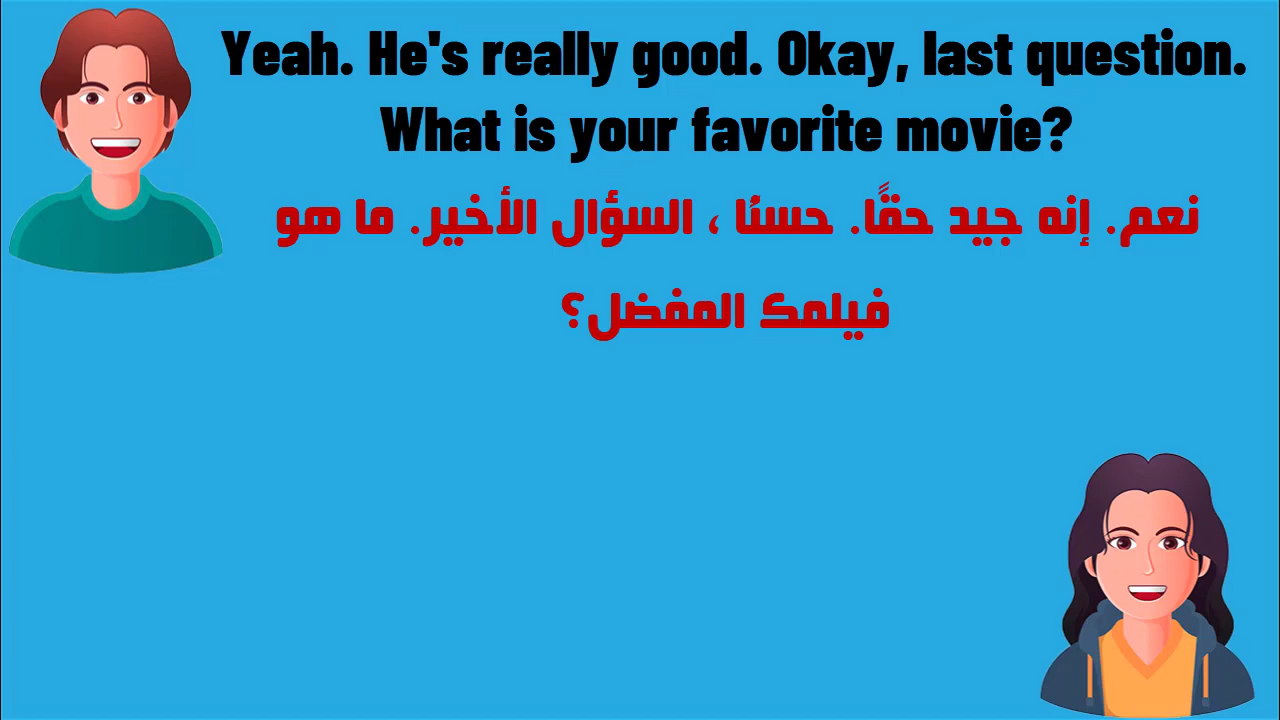 Yeah. He's really good. Okay, last question.
What is your favorite movie?
نعم. إنه جيد حقًا. حسنًا ، السؤال الأخير. ما هو
فيلمك المفضل؟